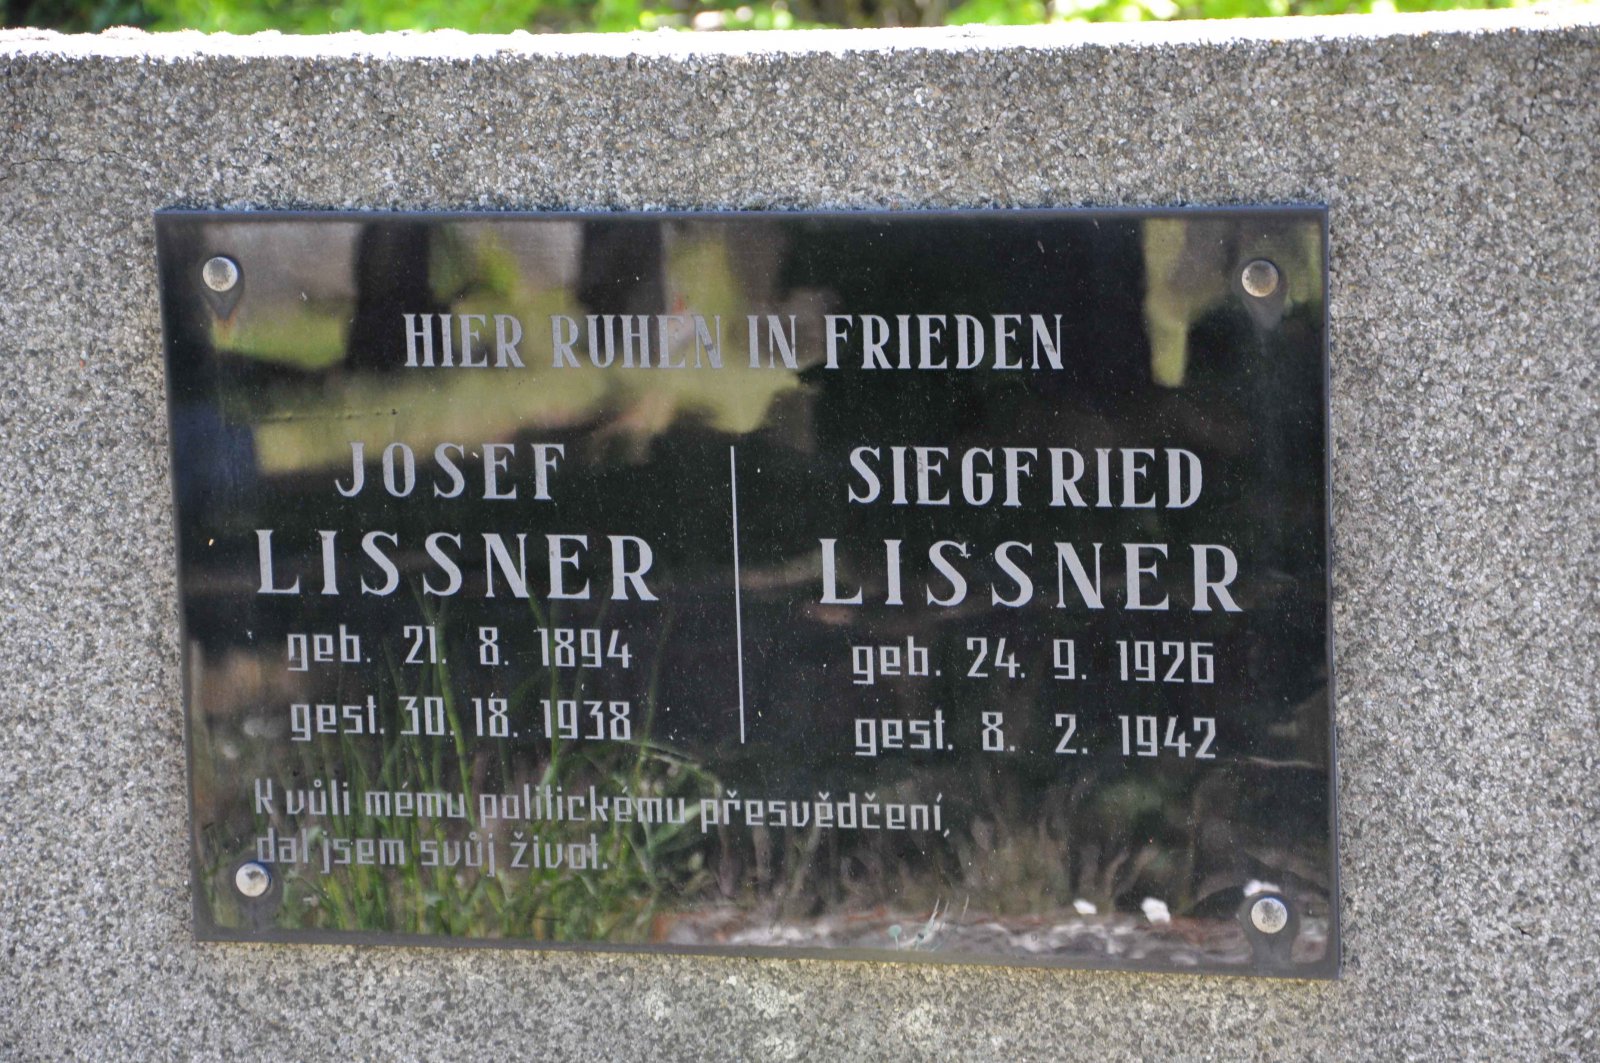 HIER RUHEN IN FRIEDEN
JOSEF
LISSNER
geb. 21. 8. 1894
gest. 30. 18. 1938
SIEGFRIED
LISSNER
geb. 24. 9. 1926
gest. 8. 2. 1942
K vůli mému politickému přesvědčení,
dal jsem svůj život.